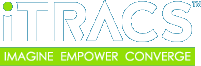 iTRACS™
IMAGINE EMPOWER CONVERGE